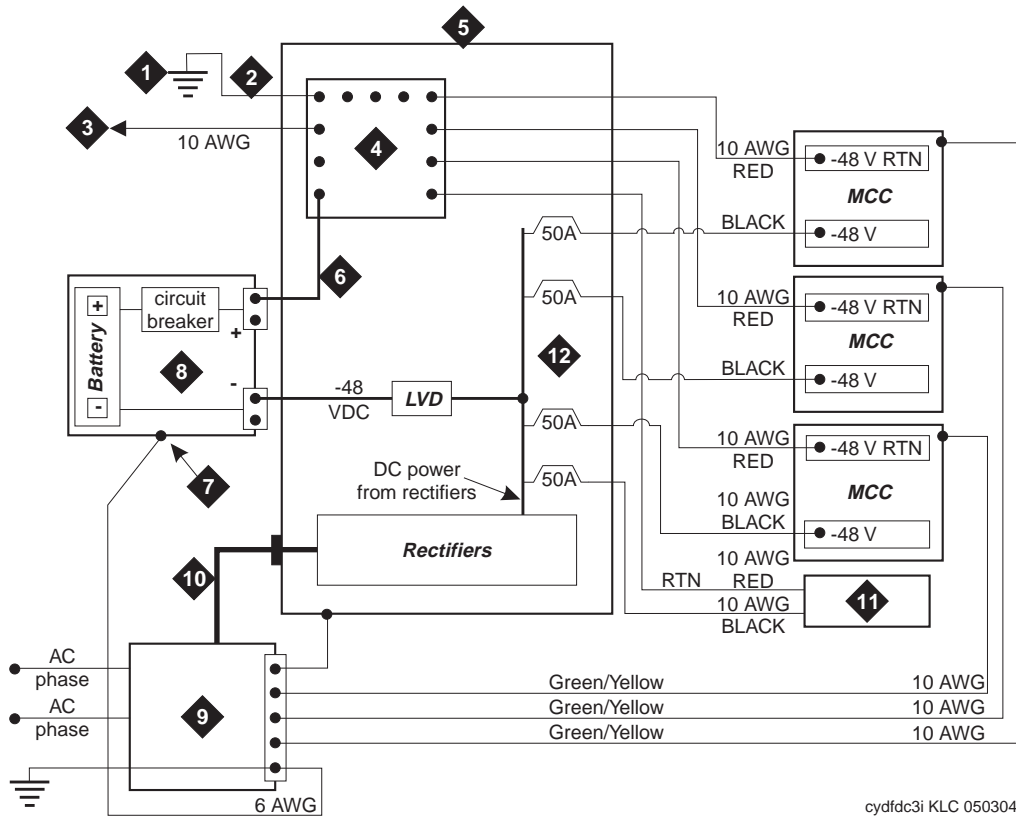 5
1
2
3
10 AWG
4
10 AWG
RED
-48 V RTN
MCC
BLACK
-48 V
50A
6
circuit
breaker
+
Battery
-
8
+
-
50A
12
10 AWG
RED
-48 V RTN
MCC
BLACK
-48 V
-48
VDC
LVD
7
50A
10 AWG
RED
-48 V RTN
MCC
DC power
from rectifiers
50A
10 AWG
BLACK
-48 V
Rectifiers
10
10 AWG
RTN
RED
10 AWG
BLACK
11
AC
phase
AC
phase
9
Green/Yellow
10 AWG
Green/Yellow
10 AWG
Green/Yellow
10 AWG
6 AWG
cydfdc3i KLC 050304